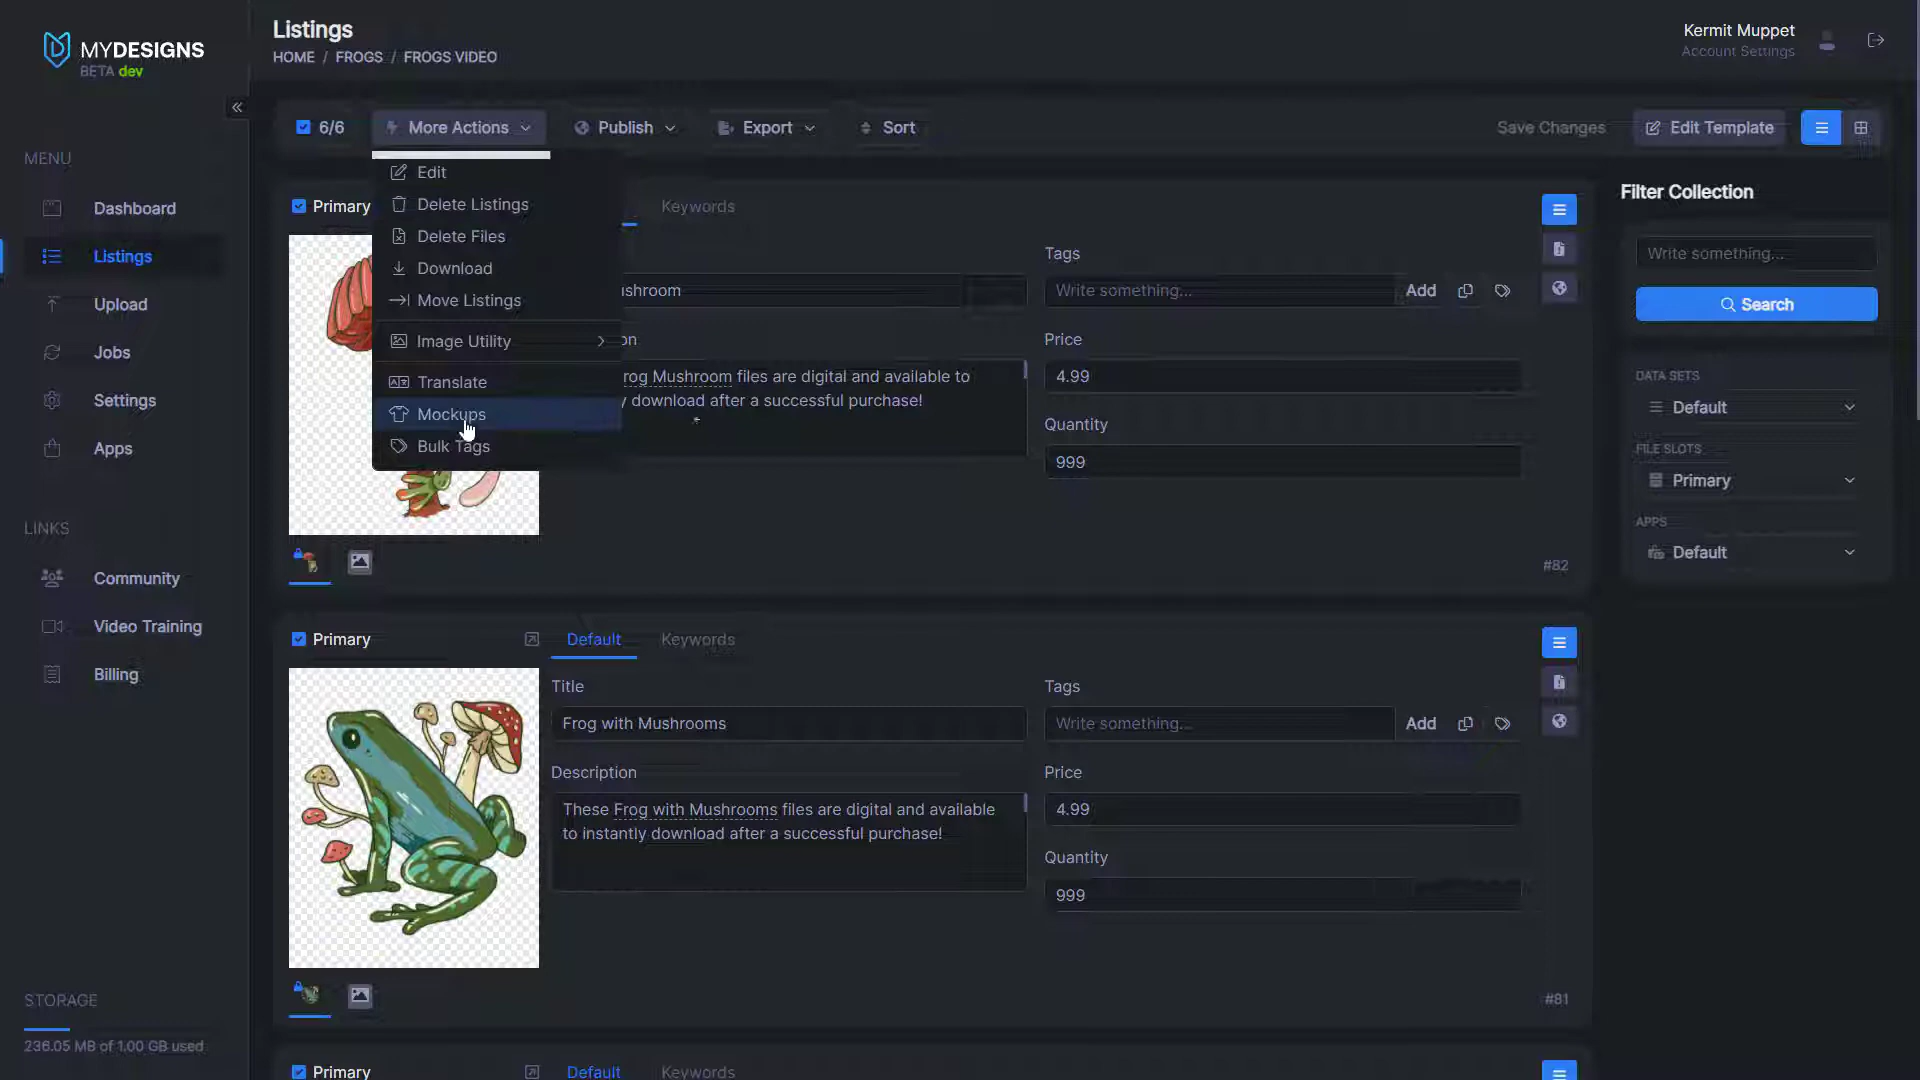 MYDESIGNS
BETA dev
MENU
Dashboard
Listings
Upload
Jobs
Settings
Apps
LINKS
Community
Video Training
Billing
STORAGE
236.05 MB of 1.00 GB used
Listings
HOME / FROGS / FROGS VIDEO
Kermit Muppet
Account Settings
6/6
More Actions
Publish
Export
Sort
Save Changes
Edit Template
Edit
Delete Listings
Delete Files
Download
Move Listings
Image Utility
Translate
Mockups
Bulk Tags
Primary
Keywords
ushroom
on
rog Mushroom files are digital and available to
y download after a successful purchase!
Tags
Write something...
Add
Price
4.99
Quantity
999
#82
Primary
Default
Keywords
Title
Frog with Mushrooms
Description
These Frog with Mushrooms files are digital and available
to instantly download after a successful purchase!
Tags
Write something...
Add
Price
4.99
Quantity
999
#81
Primary
Default
Keywords
Filter Collection
Write something...
Search
DATA SETS
Default
FILE SLOTS
Primary
APPS
Default